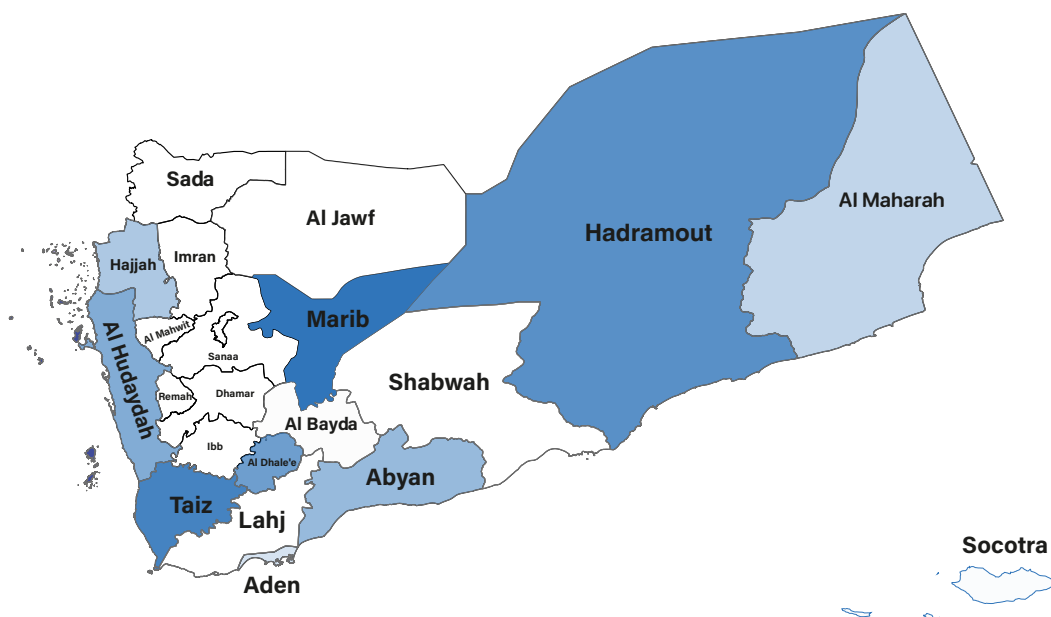 Sada
Al Jawf
Al Maharah
Hadramout
Imran
Hajjah
Marib
Al Mahwit
Sanaa
Al Hudaydah
Shabwah
Remah
Dhamar
Al Bayda
Ibb
Al Dhale'e
Abyan
Taiz
Lahj
Socotra
Aden